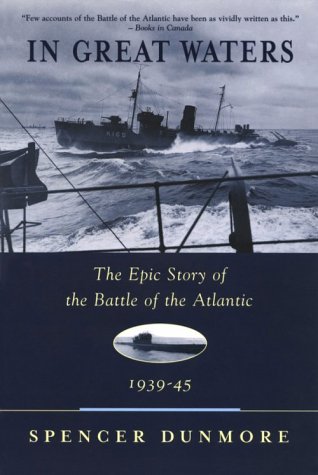 “Few accounts of the Battle of the Atlantic have been as vividly written as this.”
– Books in Canada
IN GREAT WATERS
The Epic Story of
the Battle of the Atlantic
1939-45
SPENCER DUNMORE